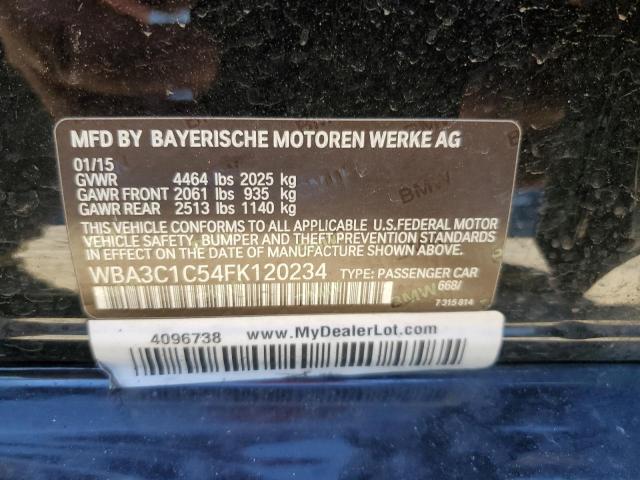 MFD BY BAYERISCHE MOTOREN WERKE AG
01/15
GVWR 4464 lbs 2025 kg
GAWR FRONT 2061 lbs 935 kg
GAWR REAR 2513 lbs 1140 kg
THIS VEHICLE CONFORMS TO ALL APPLICABLE U.S.FEDERAL MOTOR
VEHICLE SAFETY, BUMPER AND THEFT PREVENTION STANDARDS
IN EFFECT ON THE DATE OF MANUFACTURE SHOWN ABOVE.
WBA3C1C54FK120234 TYPE: PASSENGER CAR
668/
BMW
7 315 814
4096738 www.MyDealerLot.com